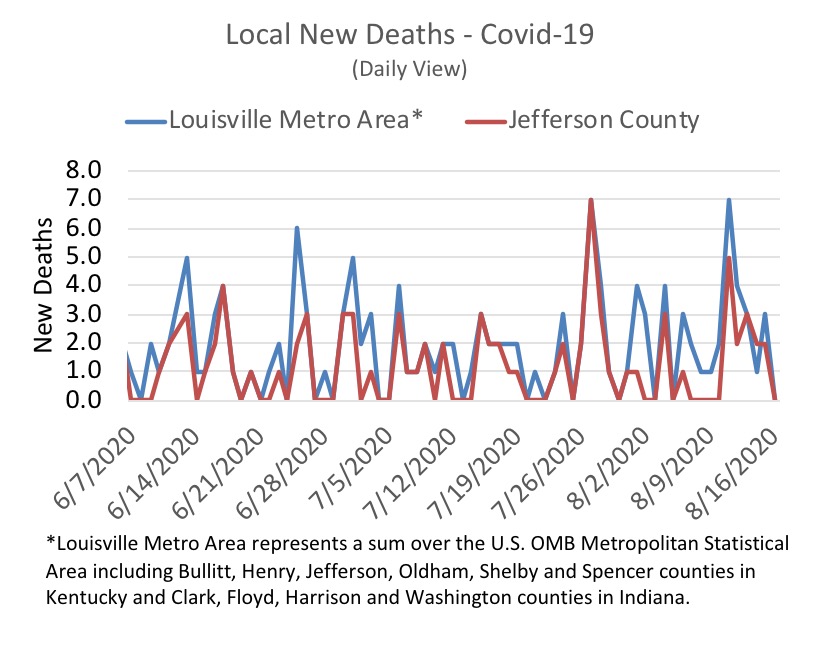 Local New Deaths - Covid-19
(Daily View)
Louisville Metro Area* Jefferson County
8.0
7.0
6.0
5.0
4.0
3.0
2.0
1.0
0.0
New Deaths
6/7/2020 6/14/2020 6/21/2020 6/28/2020 7/5/2020 7/12/2020 7/19/2020 7/26/2020 8/2/2020 8/9/2020 8/16/2020
*Louisville Metro Area represents a sum over the U.S. OMB Metropolitan Statistical
Area including Bullitt, Henry, Jefferson, Oldham, Shelby and Spencer counties in
Kentucky and Clark, Floyd, Harrison and Washington counties in Indiana.